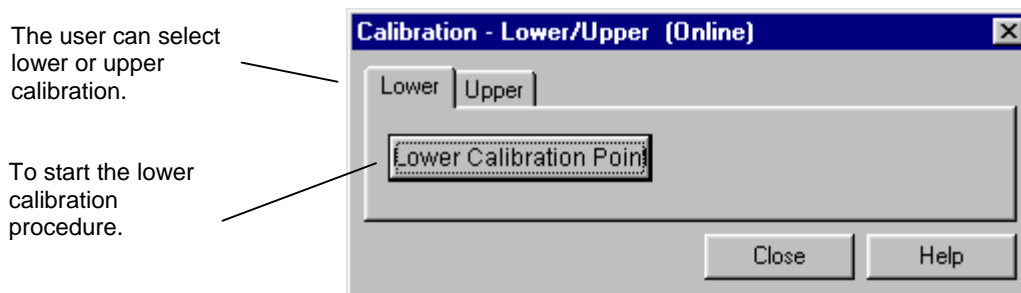 The user can select
lower or upper
calibration.
To start the lower
calibration
procedure.
Calibration - Lower/Upper (Online)
Lower
Upper
Lower Calibration Poin
Close
Help